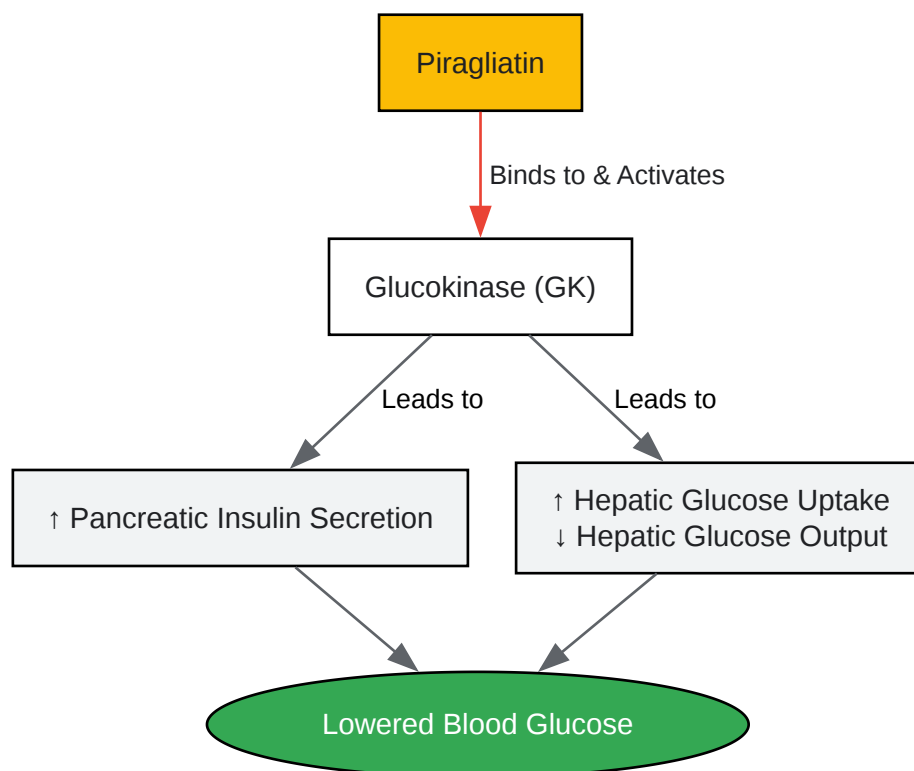 Piragliatin
Binds to & Activates
Glucokinase (GK)
Leads to
Leads to
↑ Pancreatic Insulin Secretion
↑ Hepatic Glucose Uptake
↓ Hepatic Glucose Output
Lowered Blood Glucose